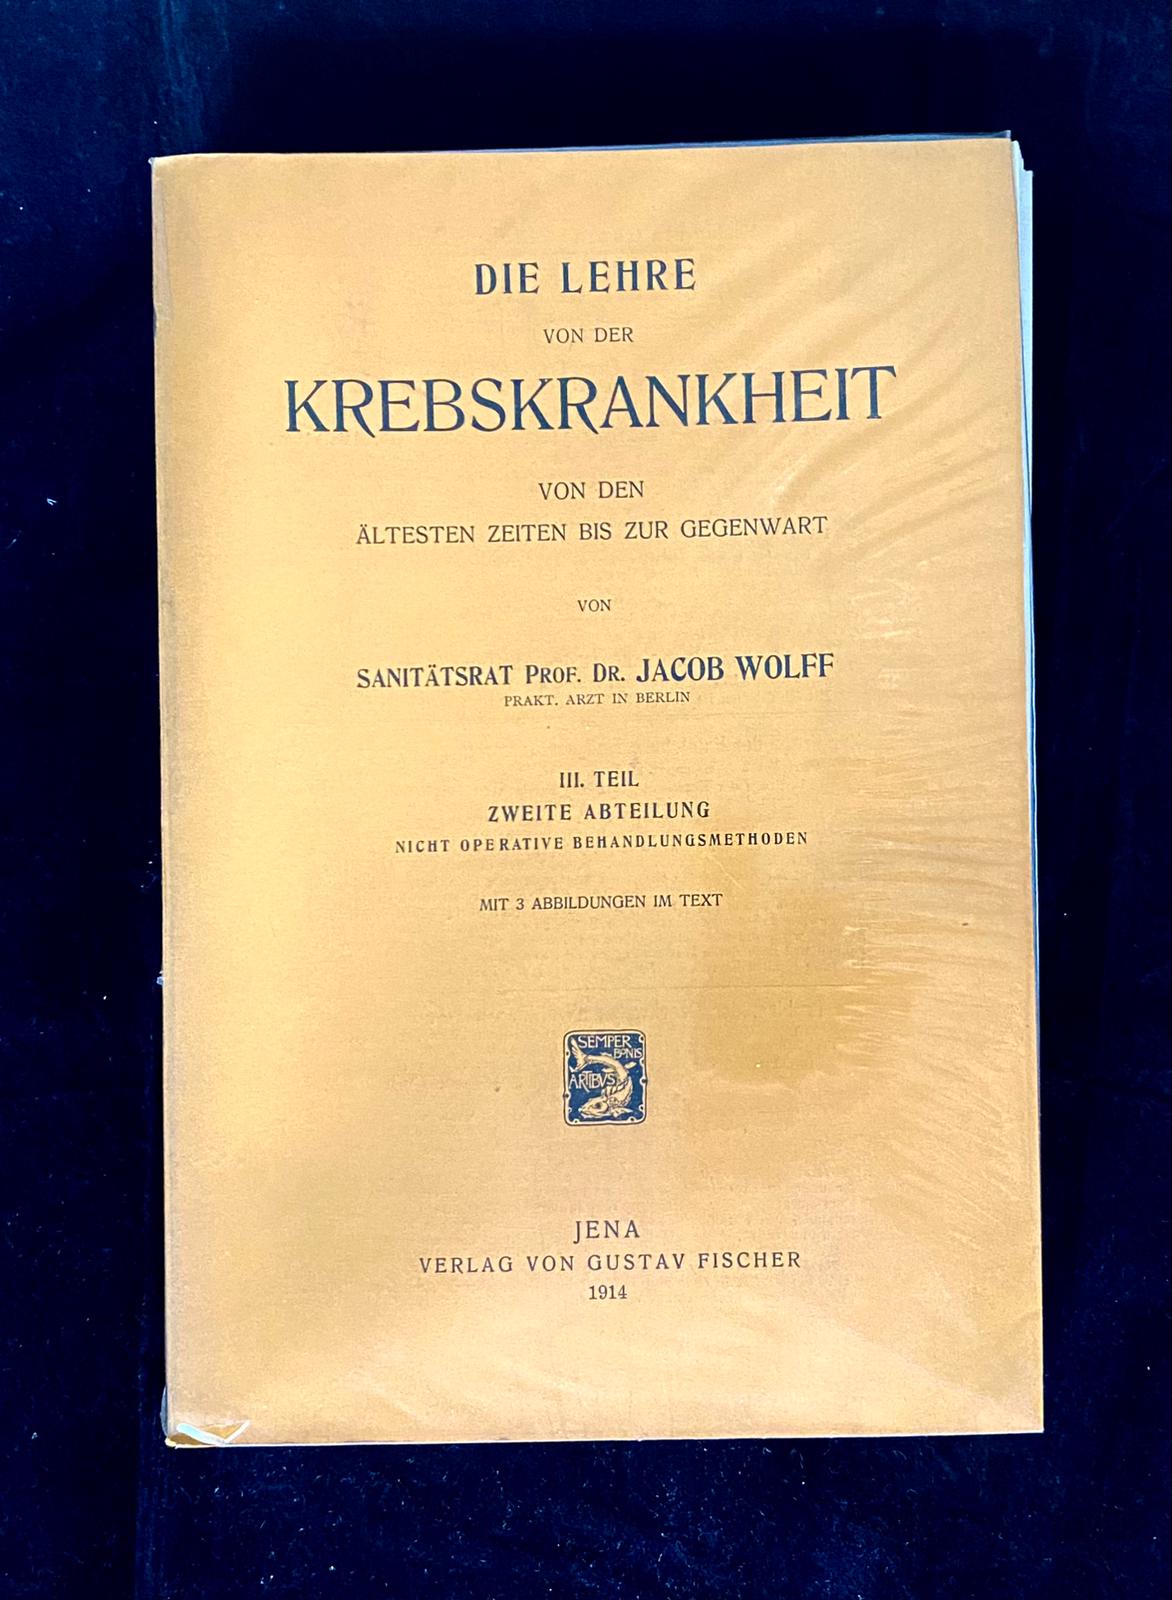 DIE LEHRE
VON DER
KREBSKRANKHEIT
VON DEN
ÄLTESTEN ZEITEN BIS ZUR GEGENWART
VON
SANITÄTSRAT PROF. DR. JACOB WOLFF
PRAKT. ARZT IN BERLIN
III. TEIL
ZWEITE ABTEILUNG
NICHT OPERATIVE BEHANDLUNGSMETHODEN
MIT 3 ABBILDUNGEN IM TEXT
SEMPER
BONIS
ARTIBVS
JENA
VERLAG VON GUSTAV FISCHER
1914